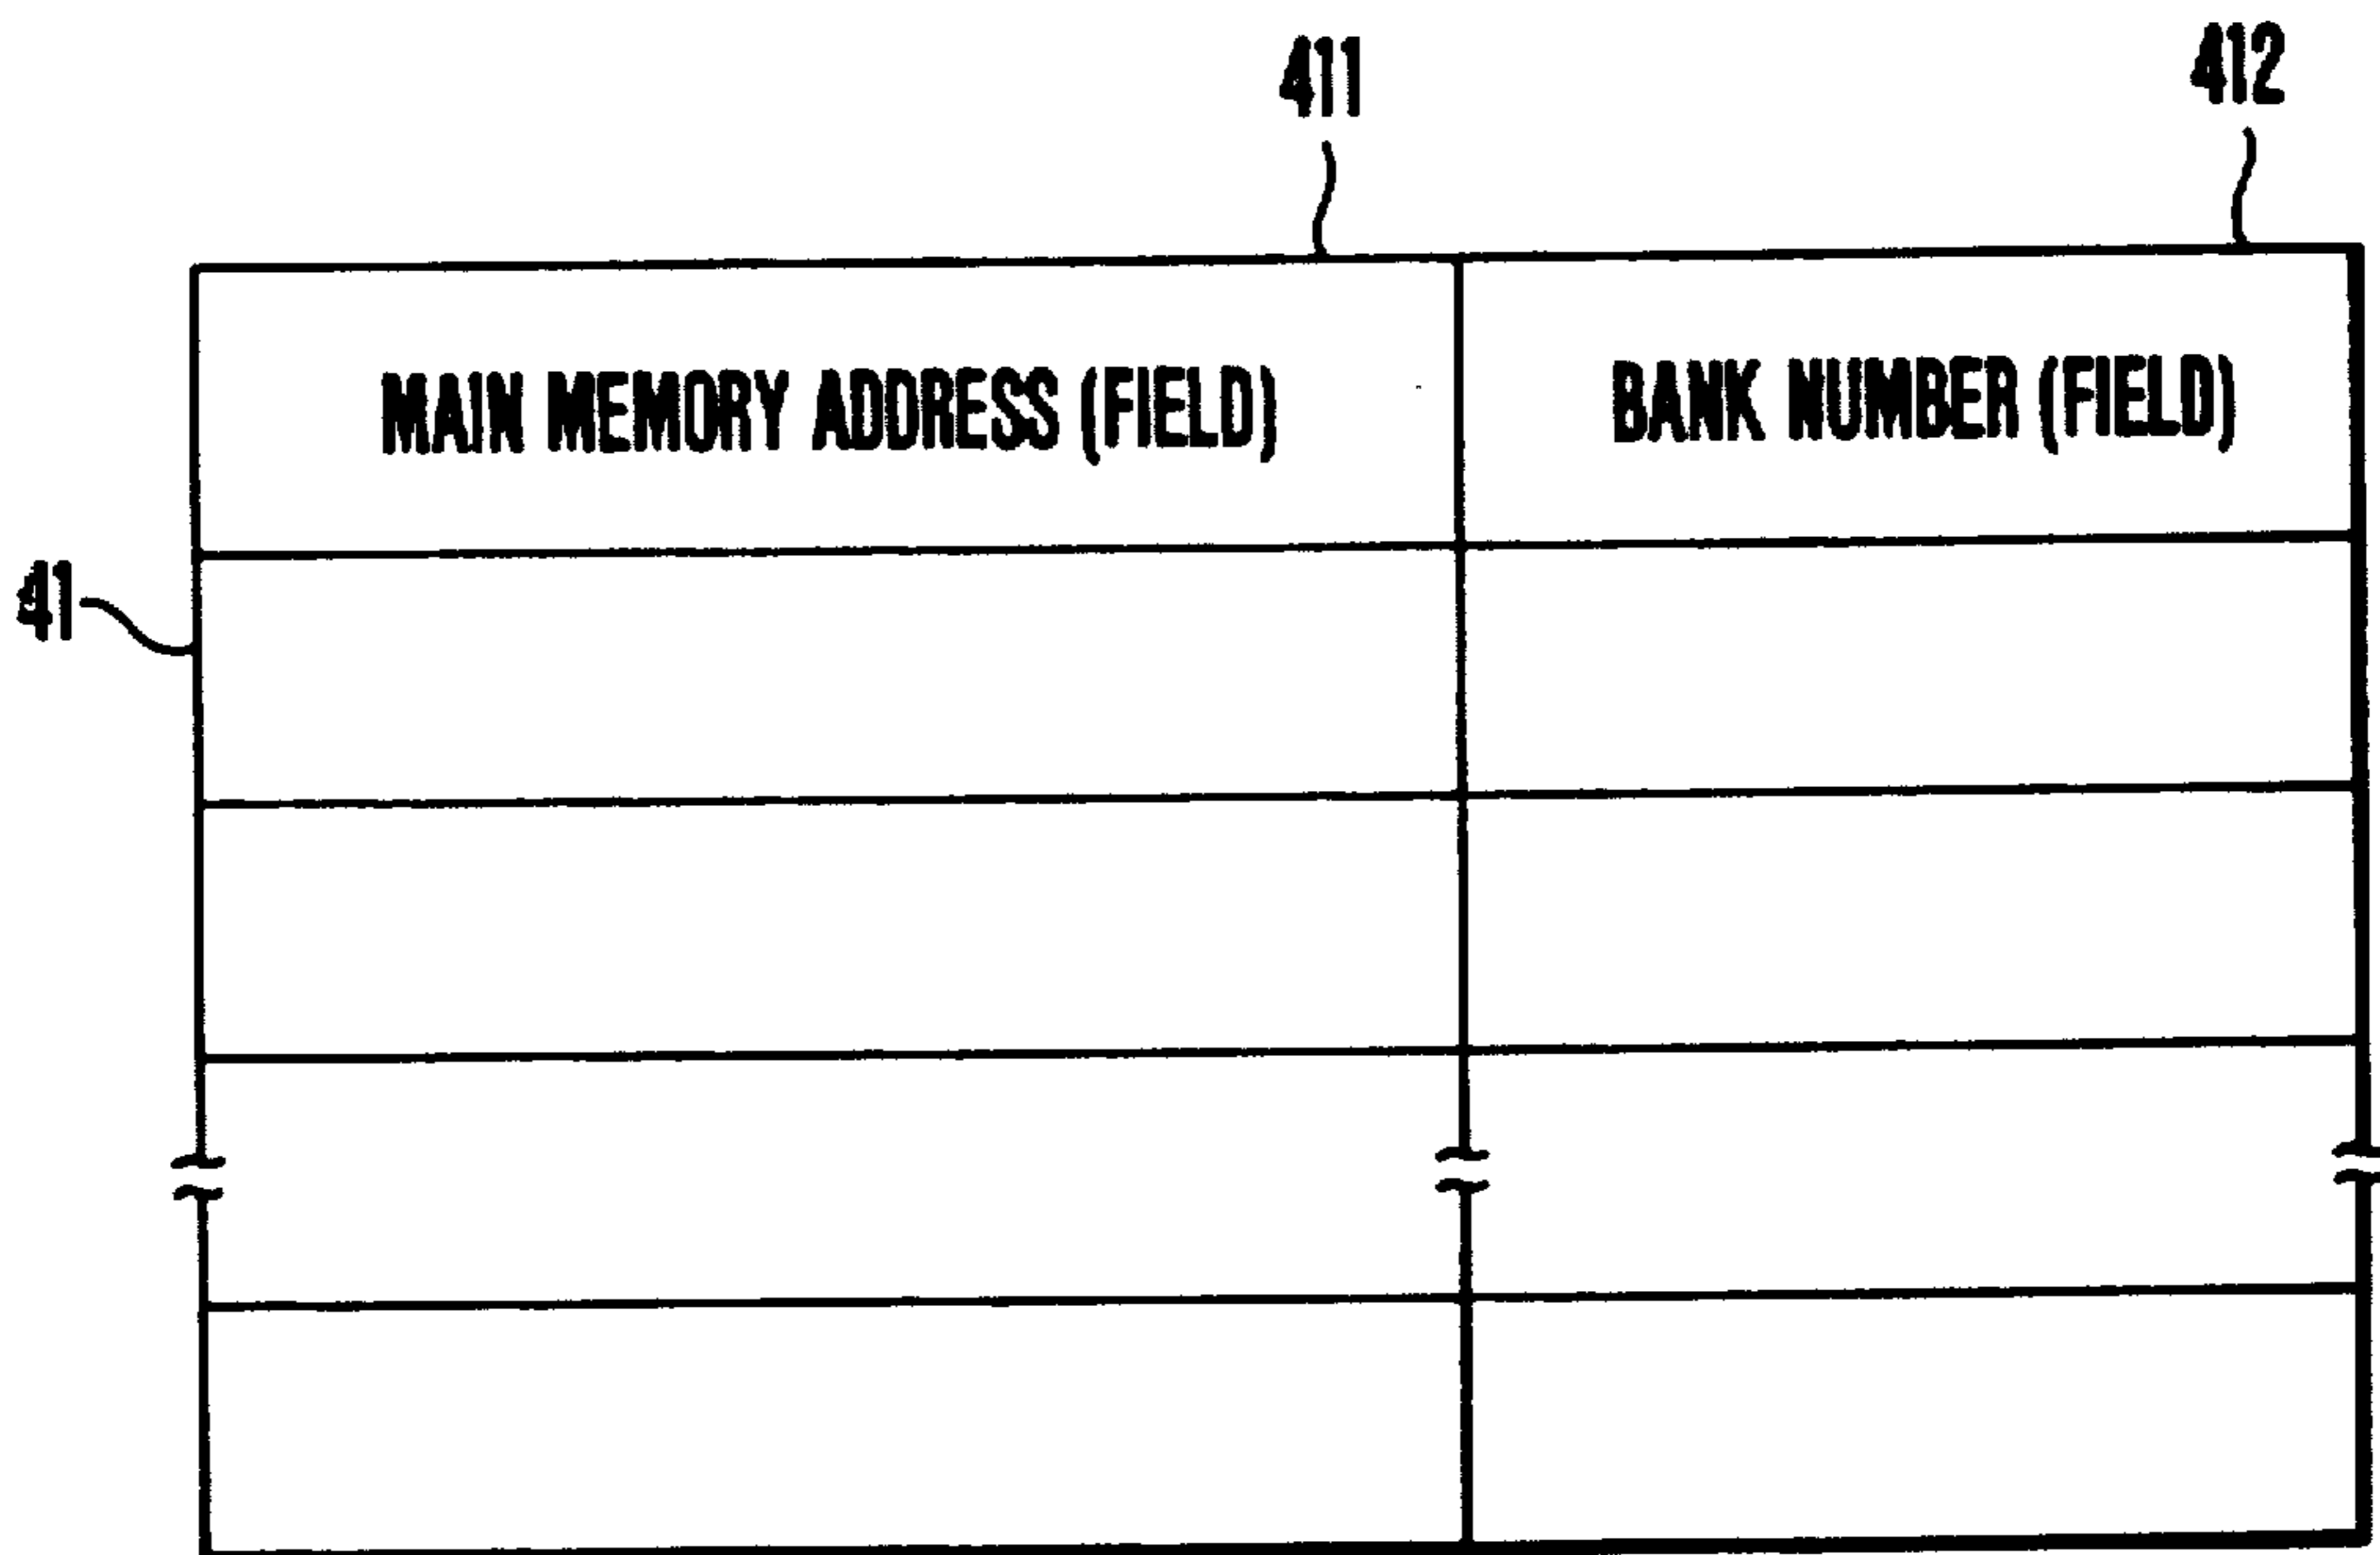 411
412
MAIN MEMORY ADDRESS (FIELD)
BANK NUMBER (FIELD)
41